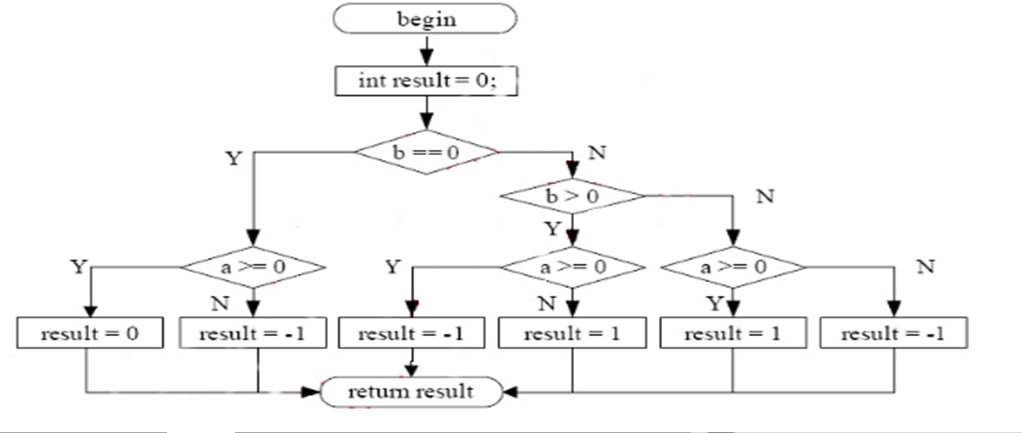 begin
int result = 0;
b == 0
Y
N
b > 0
N
Y
Y
a >= 0
Y
a >= 0
a >= 0
N
N
N
Y
result = 0
result = -1
result = -1
result = 1
result = 1
result = -1
return result